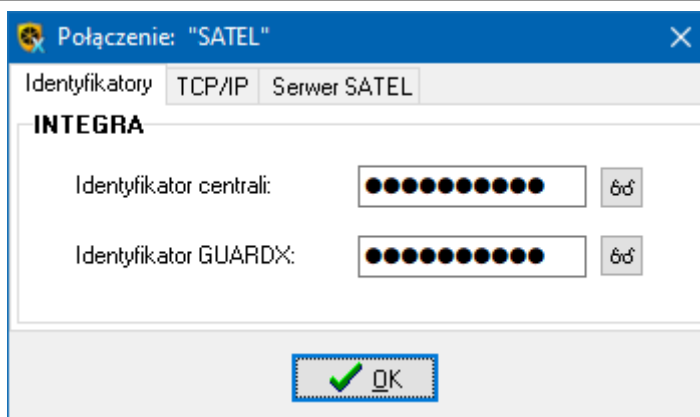 Połączenie: "SATEL"
Identyfikatory TCP/IP Serwer SATEL
INTEGRA
Identyfikator centrali: ●●●●●●●●●●
Identyfikator GUARDX: ●●●●●●●●●●
OK